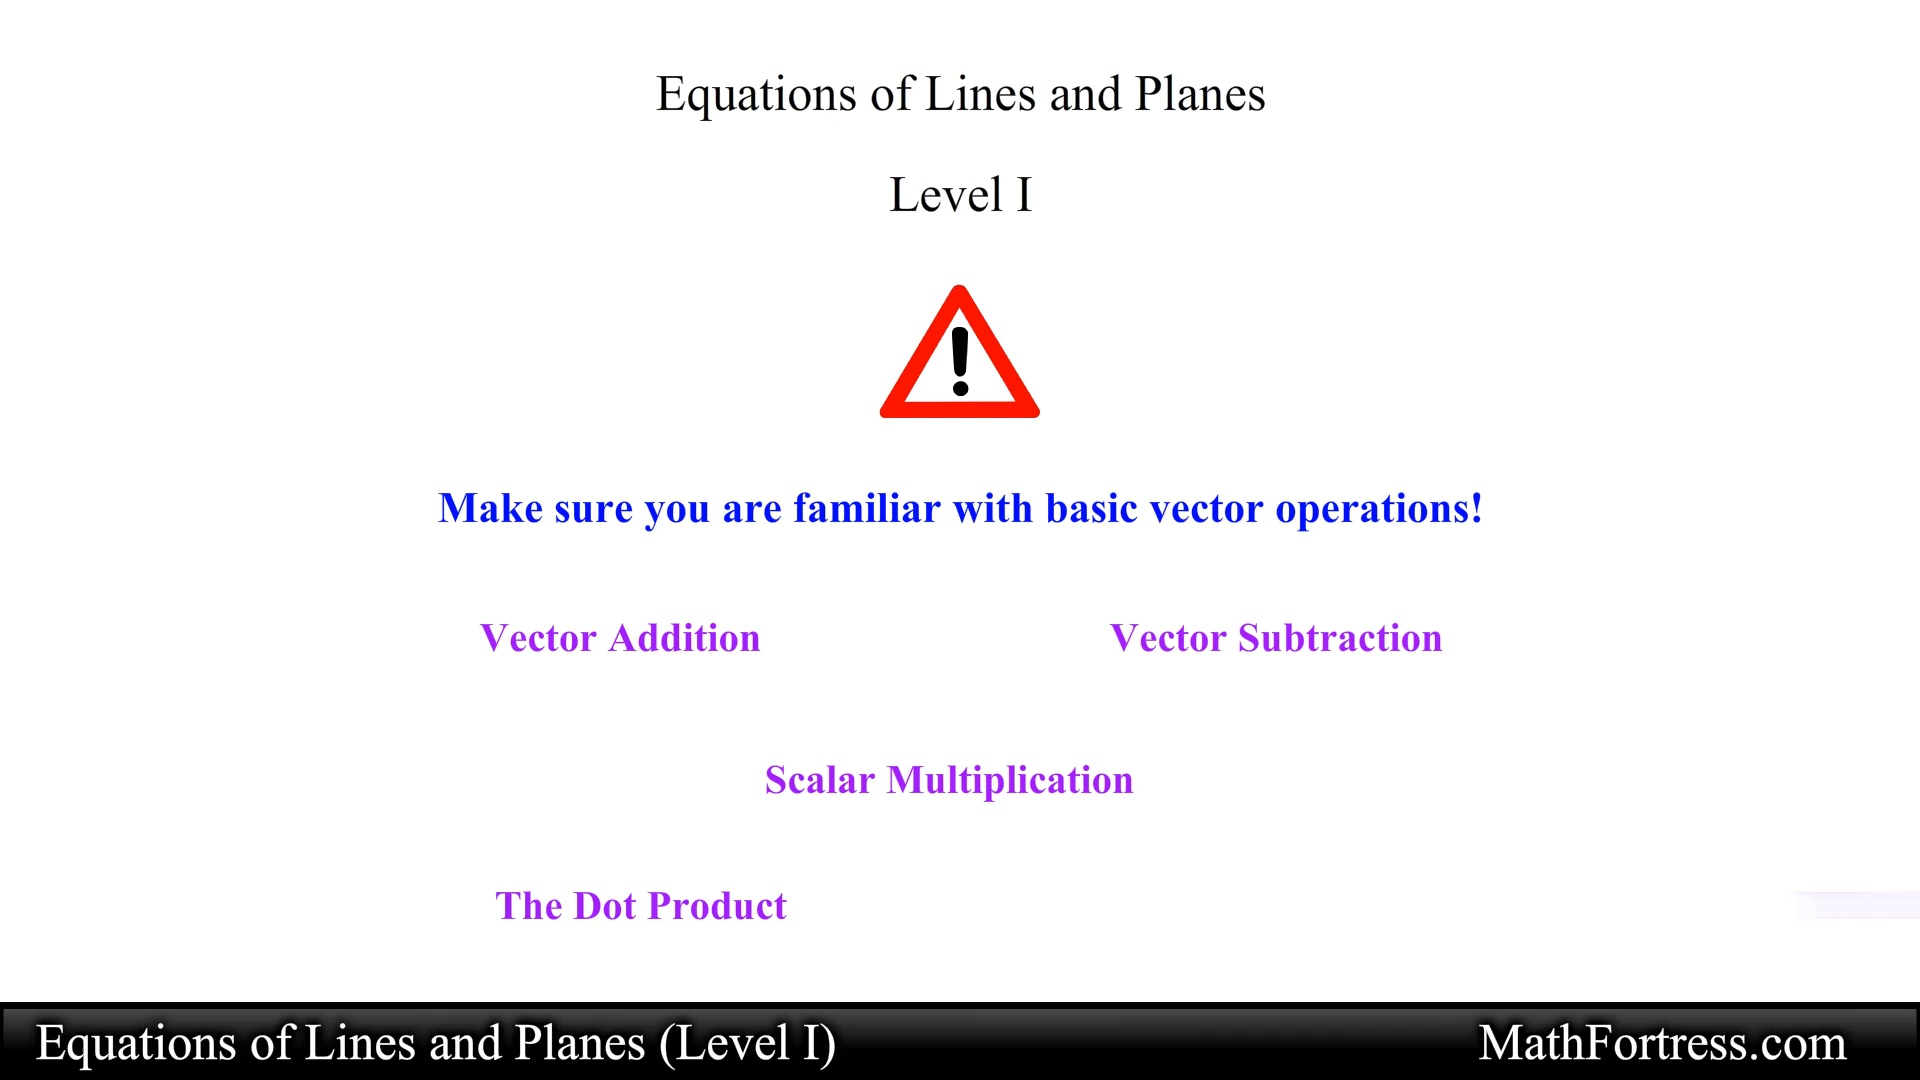 Equations of Lines and Planes
Level I
Make sure you are familiar with basic vector operations!
Vector Addition
Vector Subtraction
Scalar Multiplication
The Dot Product
Equations of Lines and Planes (Level I)
MathFortress.com